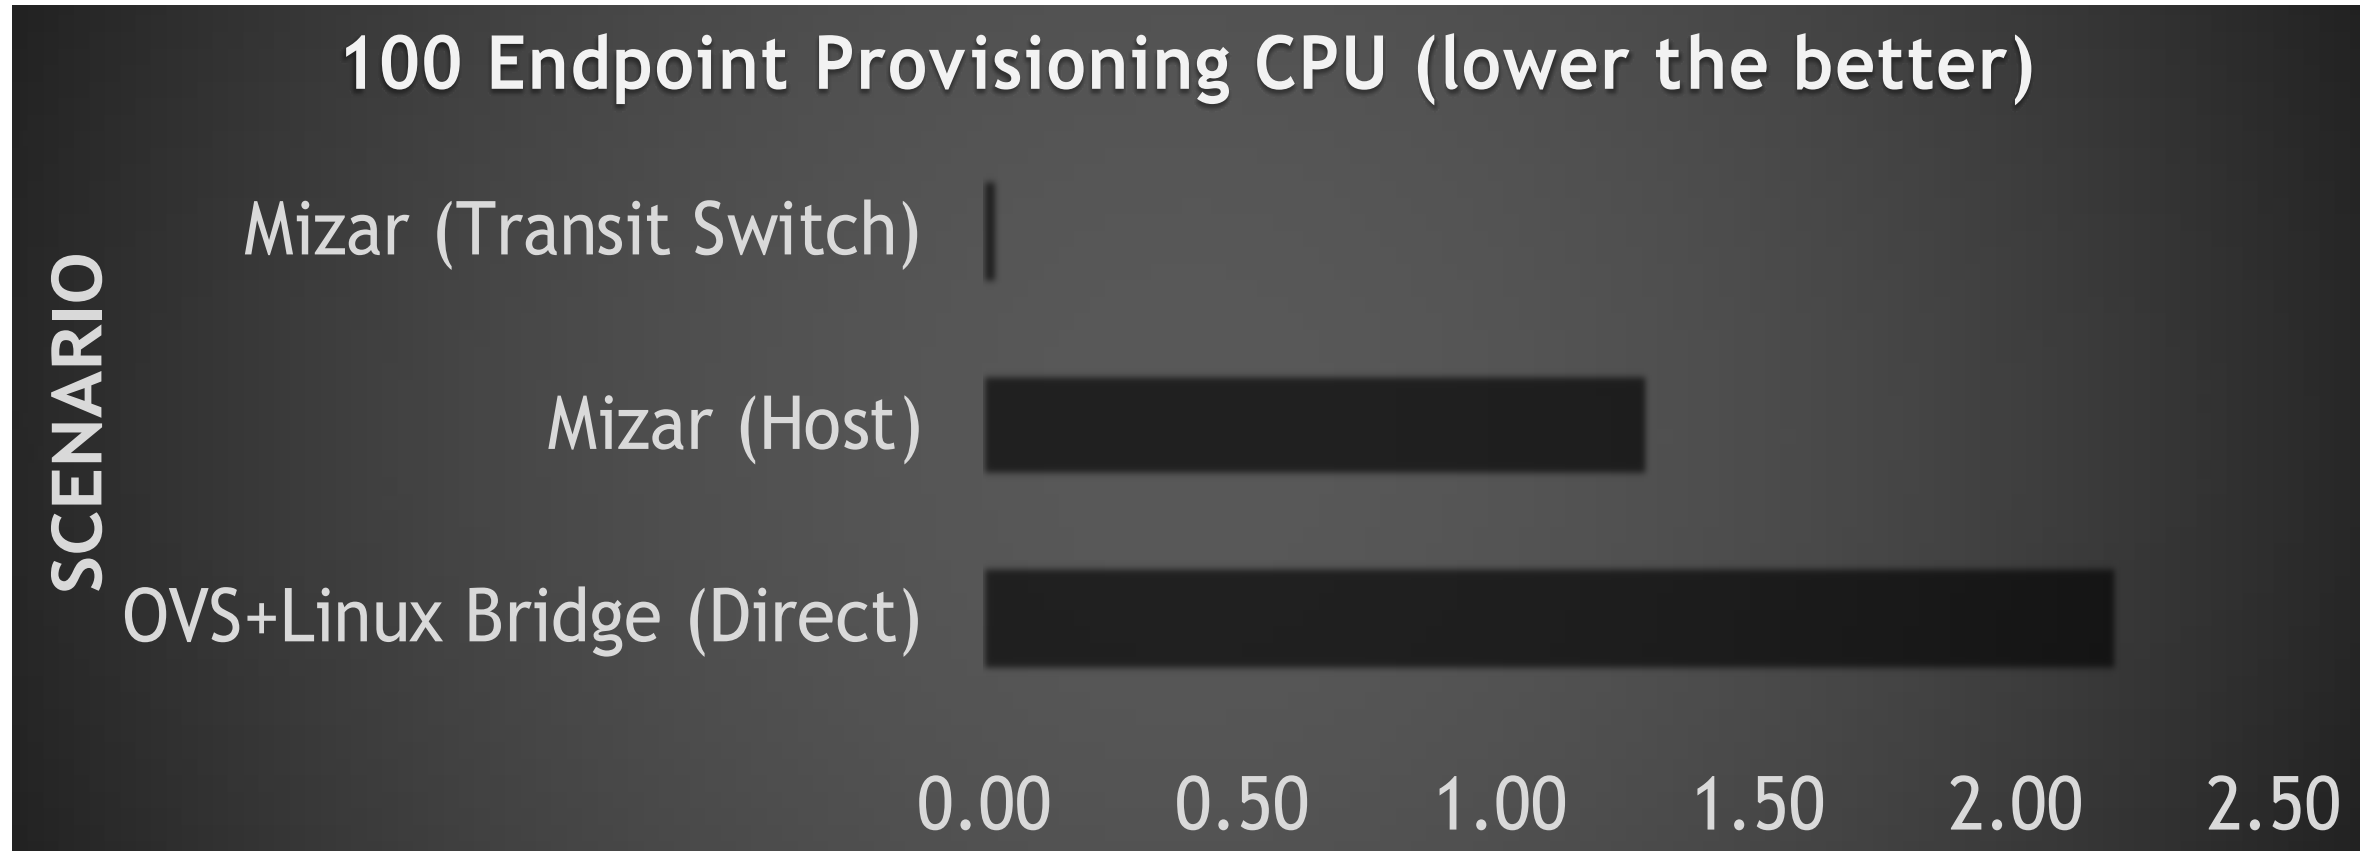 100 Endpoint Provisioning CPU (lower the better)
SCENARIO
Mizar (Transit Switch)
Mizar (Host)
OVS+Linux Bridge (Direct)
0.00 0.50 1.00 1.50 2.00 2.50